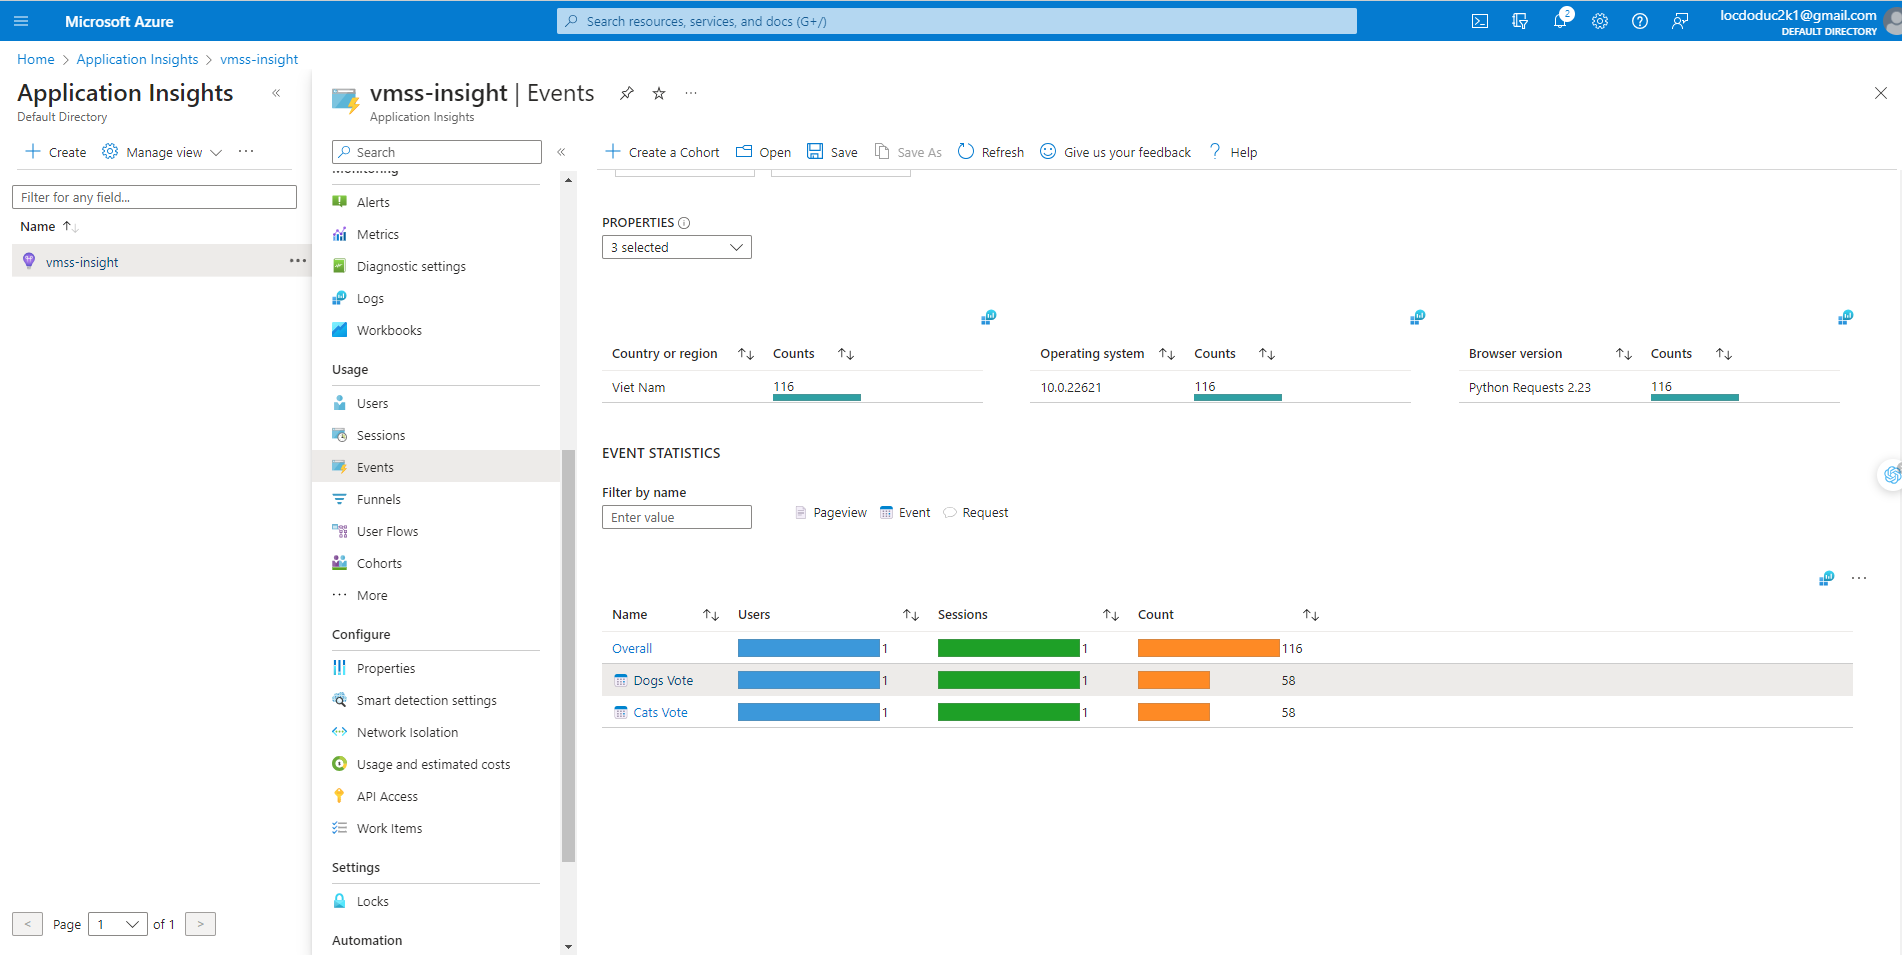 Microsoft Azure
Search resources, services, and docs (G+/)
2
locdoduc2k1@gmail.com
DEFAULT DIRECTORY
Home > Application Insights > vmss-insight
Application Insights
Default Directory
Create Manage view
Filter for any field...
Name
vmss-insight
Page 1 of 1
vmss-insight | Events
Application Insights
Search
Monitoring
Alerts
Metrics
Diagnostic settings
Logs
Workbooks
Usage
Users
Sessions
Events
Funnels
User Flows
Cohorts
More
Configure
Properties
Smart detection settings
Network Isolation
Usage and estimated costs
API Access
Work Items
Settings
Locks
Automation
Create a Cohort Open Save Save As Refresh Give us your feedback Help
PROPERTIES
3 selected
Country or region Counts
Viet Nam 116
Operating system Counts
10.0.22621 116
Browser version Counts
Python Requests 2.23 116
EVENT STATISTICS
Filter by name
Enter value
Pageview Event Request
Name Users Sessions Count
Overall 1 1 116
Dogs Vote 1 1 58
Cats Vote 1 1 58